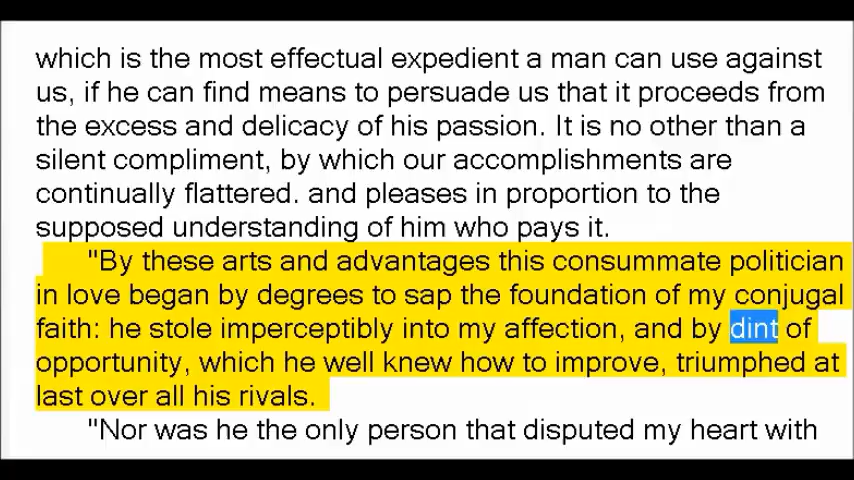 which is the most effectual expedient a man can use against
us, if he can find means to persuade us that it proceeds from
the excess and delicacy of his passion. It is no other than a
silent compliment, by which our accomplishments are
continually flattered. and pleases in proportion to the
supposed understanding of him who pays it.
"By these arts and advantages this consummate politician
in love began by degrees to sap the foundation of my conjugal
faith: he stole imperceptibly into my affection, and by dint of
opportunity, which he well knew how to improve, triumphed at
last over all his rivals.
"Nor was he the only person that disputed my heart with